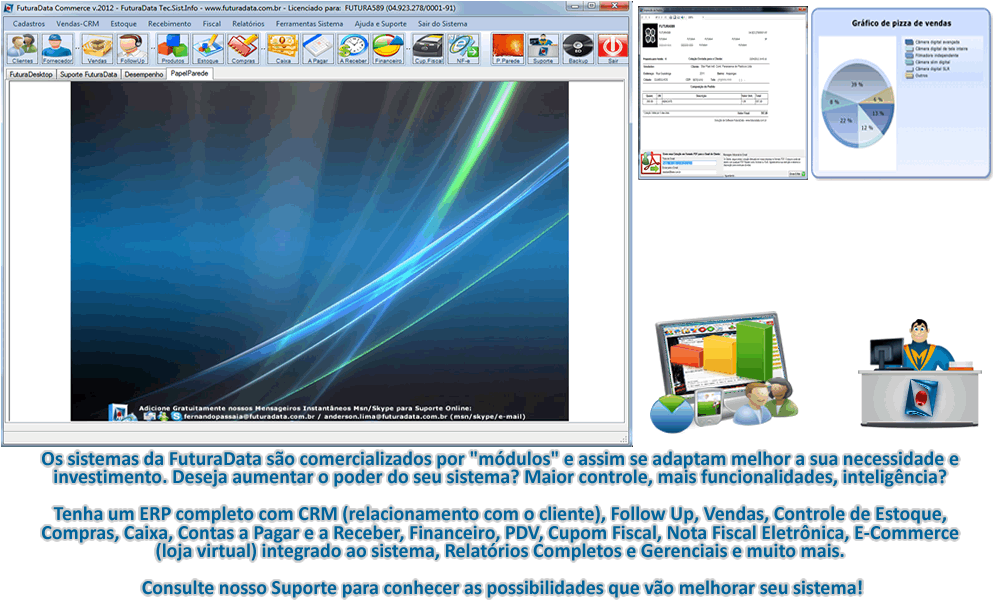 FuturaData Commerce v.2012 - FuturaData Tec.Sist.Info - www.futuradata.com.br - Licenciado para: FUTURA589 (04.923.278/0001-91)
Cadastros Vendas-CRM Estoque Recebimento Fiscal Relatórios Ferramentas Sistema Ajuda e Suporte Sair do Sistema
Clientes Fornecedor Vendas FollowUp Produtos Estoque Compras Caixa A Pagar A Receber Financeiro Cup.Fiscal NF-e P.Parede Suporte Backup Sair
FuturaDesktop Suporte FuturaData Desempenho PapelParede
Adicione Gratuitamente nossos Mensageiros Instantâneos Msn/Skype para Suporte Online:
fernandopassaia@futuradata.com.br / anderson.lima@futuradata.com.br (msn/skype/e-mail)
FUTURA589
Gráfico de pizza de vendas
Câmera digital avançada
Câmera digital de tela inteira
Filmadora independente
Câmera slim digital
Câmera digital SLR
Outros
39 %
6 %
13 %
12 %
22 %
8 %
Os sistemas da FuturaData são comercializados por "módulos" e assim se adaptam melhor a sua necessidade e
investimento. Deseja aumentar o poder do seu sistema? Maior controle, mais funcionalidades, inteligência?
Tenha um ERP completo com CRM (relacionamento com o cliente), Follow Up, Vendas, Controle de Estoque,
Compras, Caixa, Contas a Pagar e a Receber, Financeiro, PDV, Cupom Fiscal, Nota Fiscal Eletrônica, E-Commerce
(loja virtual) integrado ao sistema, Relatórios Completos e Gerenciais e muito mais.
Consulte nosso Suporte para conhecer as possibilidades que vão melhorar seu sistema!